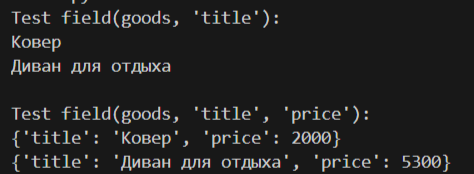 Test field(goods, 'title'):
Ковер
Диван для отдыха
Test field(goods, 'title', 'price'):
{'title': 'Ковер', 'price': 2000}
{'title': 'Диван для отдыха', 'price': 5300}